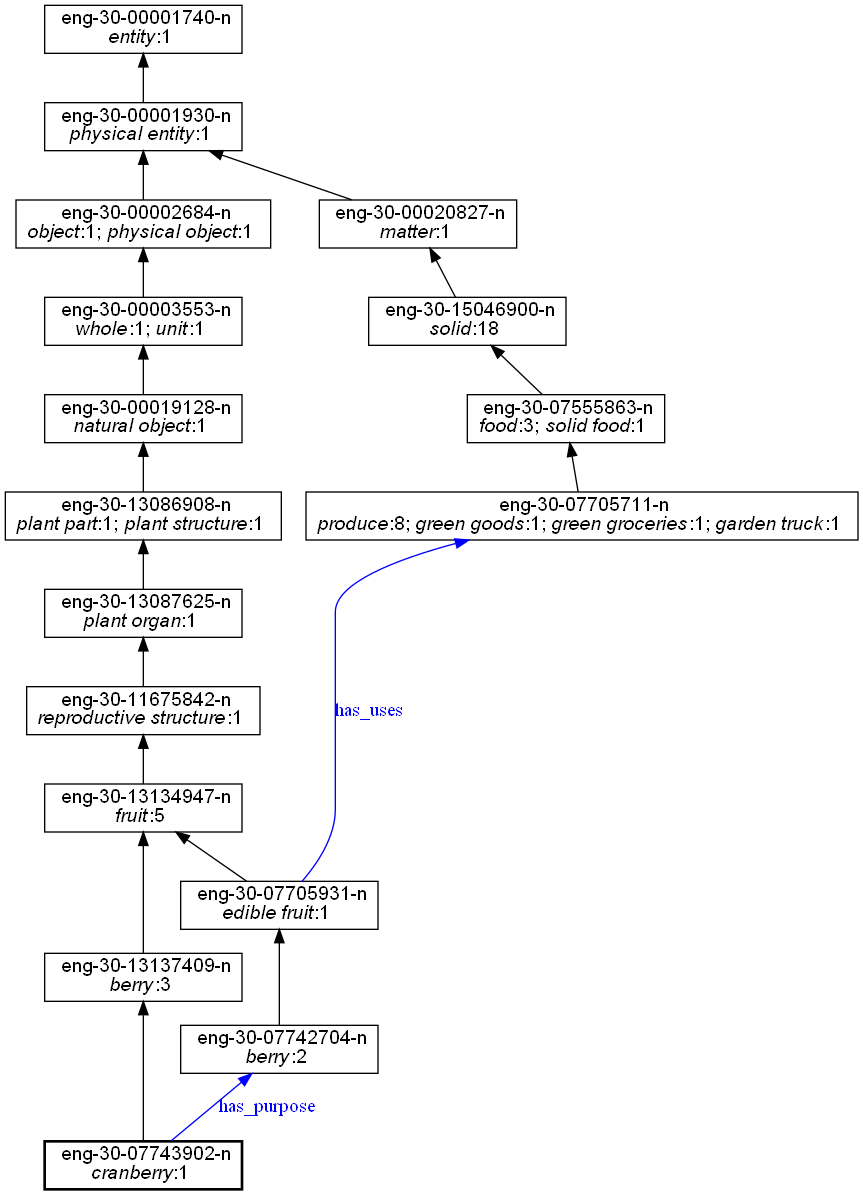 eng-30-00001740-n
entity:1
eng-30-00001930-n
physical entity:1
eng-30-00002684-n
object:1; physical object:1
eng-30-00020827-n
matter:1
eng-30-00003553-n
whole:1; unit:1
eng-30-15046900-n
solid:18
eng-30-00019128-n
natural object:1
eng-30-07555863-n
food:3; solid food:1
eng-30-13086908-n
plant part:1; plant structure:1
eng-30-07705711-n
produce:8; green goods:1; green groceries:1; garden truck:1
eng-30-13087625-n
plant organ:1
eng-30-11675842-n
reproductive structure:1
has_uses
eng-30-13134947-n
fruit:5
eng-30-07705931-n
edible fruit:1
eng-30-13137409-n
berry:3
eng-30-07742704-n
berry:2
has_purpose
eng-30-07743902-n
cranberry:1